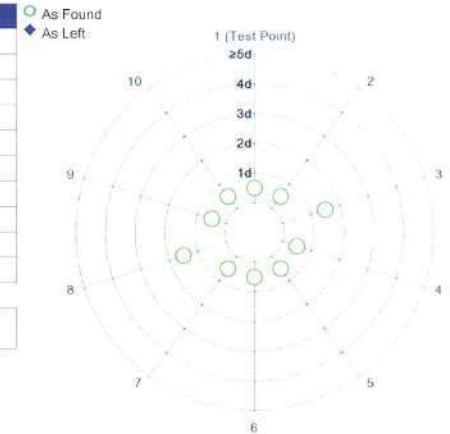 As Found
As Left
1 (Test Point)
≥5d
4d
3d
2d
1d
10
2
9
3
8
4
7
5
6